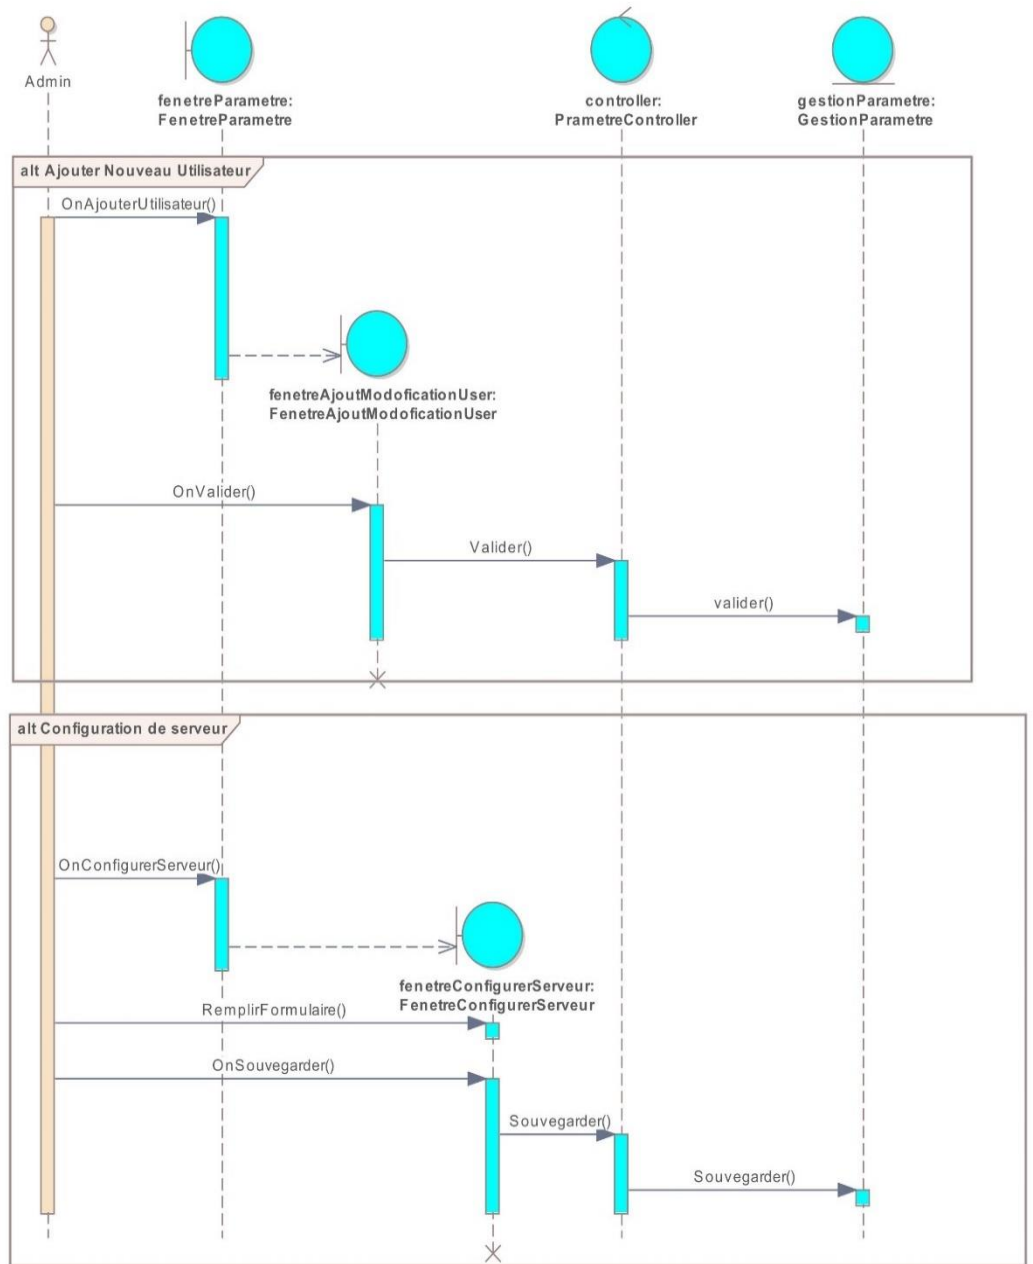 Admin
fenetreParametre:
FenetreParametre
controller:
PrametreController
gestionParametre:
GestionParametre
alt Ajouter Nouveau Utilisateur
OnAjouterUtilisateur()
fenetreAjoutModoficationUser:
FenetreAjoutModoficationUser
OnValider()
Valider()
valider()
alt Configuration de serveur
OnConfigurerServeur()
fenetreConfigurerServeur:
FenetreConfigurerServeur
RemplirFormulaire()
OnSouvegarder()
Souvegarder()
Souvegarder()